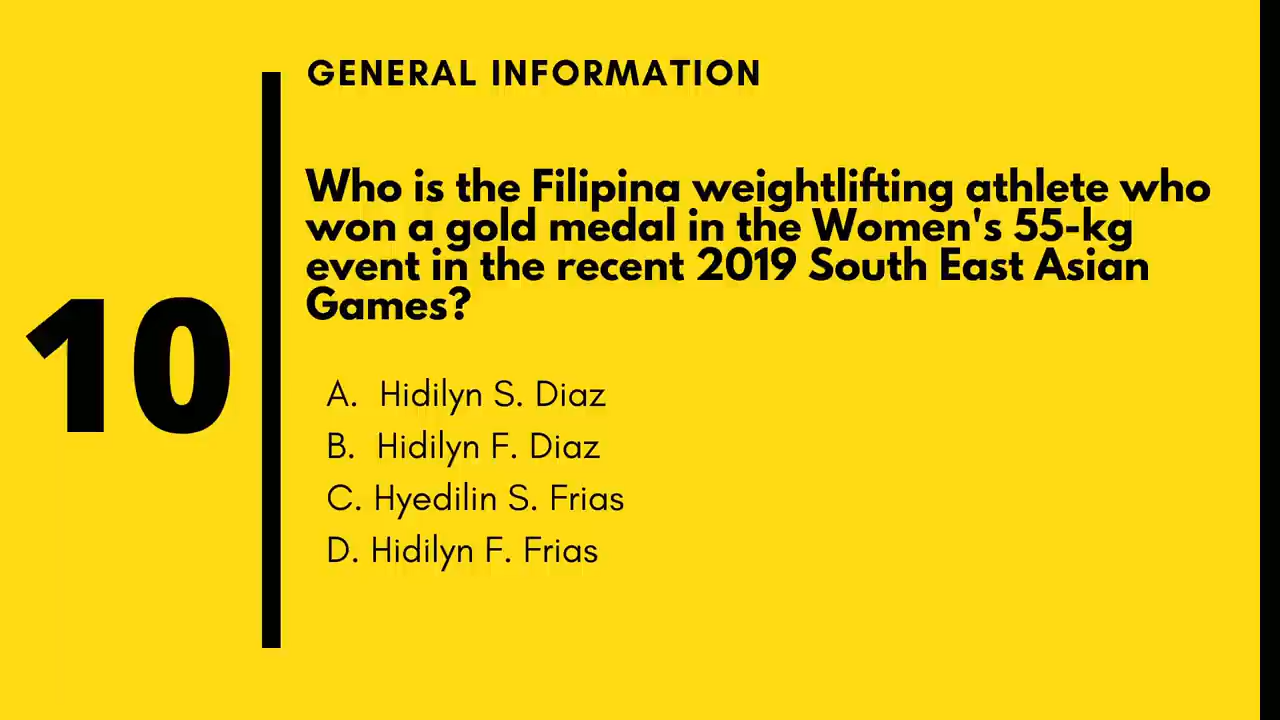 GENERAL INFORMATION
Who is the Filipina weightlifting athlete who
won a gold medal in the Women's 55-kg
event in the recent 2019 South East Asian
Games?
10
A. Hidilyn S. Diaz
B. Hidilyn F. Diaz
C. Hyedilin S. Frias
D. Hidilyn F. Frias